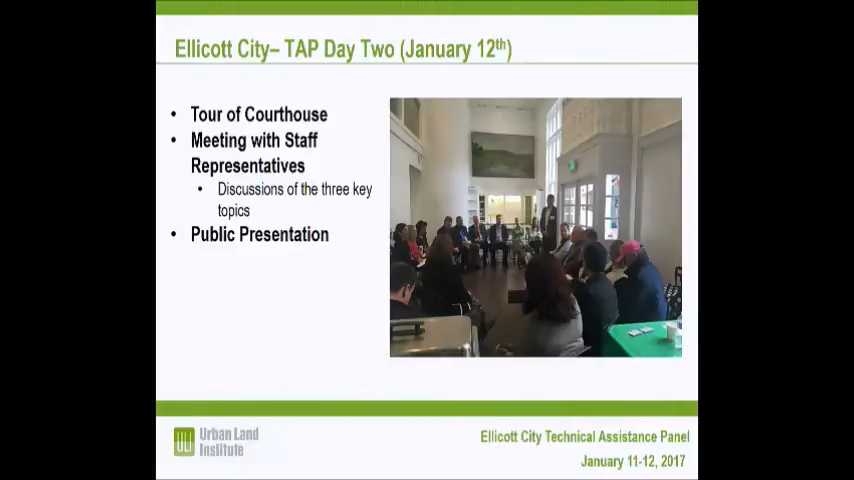 Ellicott City– TAP Day Two (January 12th)
• Tour of Courthouse
• Meeting with Staff
Representatives
• Discussions of the three key
topics
• Public Presentation
ULI Urban Land
Institute
Ellicott City Technical Assistance Panel
January 11-12, 2017